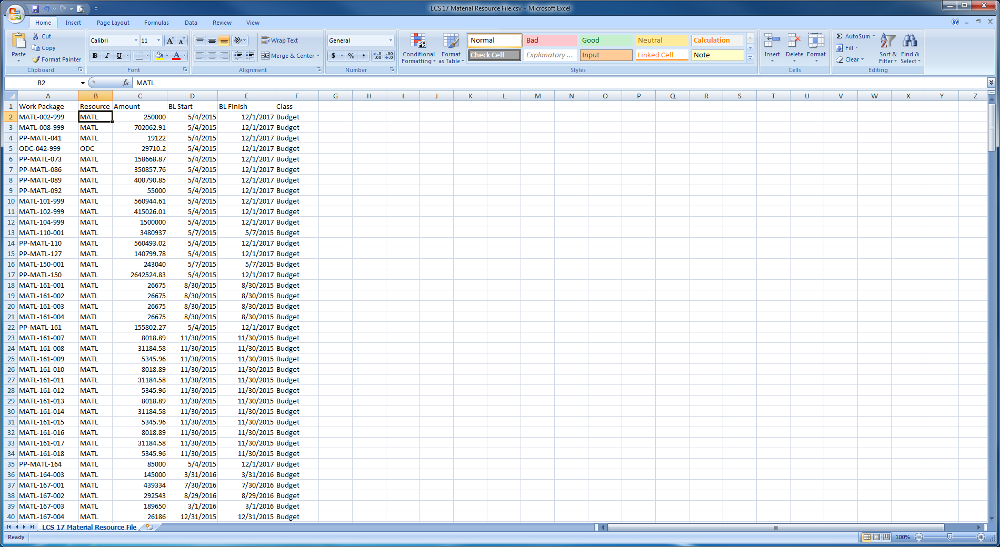 LCS 17 Material Resource File.csv - Microsoft Excel
Home Insert Page Layout Formulas Data Review View
Paste Cut Copy Format Painter
Calibri 11
B I U
Wrap Text
Merge & Center
General
$ % ,
Conditional Formatting Format as Table
Normal Bad Good Neutral Calculation
Check Cell Explanatory ... Input Linked Cell Note
Insert Delete Format
Σ AutoSum Fill Clear
Sort & Filter Find & Select
Clipboard Font Alignment Number Styles Cells Editing
B2 fx MATL
A B C D E F G H I J K L M N O P Q R S T U V W X Y Z
1 Work Package Resource Amount BL Start BL Finish Class
2 MATL-002-999 MATL 250000 5/4/2015 12/1/2017 Budget
3 MATL-008-999 MATL 702062.91 5/4/2015 12/1/2017 Budget
4 PP-MATL-041 MATL 19122 5/4/2015 12/1/2017 Budget
5 ODC-042-999 ODC 29710.2 5/4/2015 12/1/2017 Budget
6 PP-MATL-073 MATL 158668.87 5/4/2015 12/1/2017 Budget
7 PP-MATL-086 MATL 350857.76 5/4/2015 12/1/2017 Budget
8 PP-MATL-089 MATL 400790.85 5/4/2015 12/1/2017 Budget
9 PP-MATL-092 MATL 55000 5/4/2015 12/1/2017 Budget
10 MATL-101-999 MATL 560944.61 5/4/2015 12/1/2017 Budget
11 MATL-102-999 MATL 415026.01 5/4/2015 12/1/2017 Budget
12 MATL-104-999 MATL 1500000 5/4/2015 12/1/2017 Budget
13 MATL-110-001 MATL 3480937 5/7/2015 5/7/2015 Budget
14 PP-MATL-110 MATL 560493.02 5/4/2015 12/1/2017 Budget
15 PP-MATL-127 MATL 140799.78 5/4/2015 12/1/2017 Budget
16 MATL-150-001 MATL 243040 5/7/2015 5/7/2015 Budget
17 PP-MATL-150 MATL 2642524.83 5/4/2015 12/1/2017 Budget
18 MATL-161-001 MATL 26675 8/30/2015 8/30/2015 Budget
19 MATL-161-002 MATL 26675 8/30/2015 8/30/2015 Budget
20 MATL-161-003 MATL 26675 8/30/2015 8/30/2015 Budget
21 MATL-161-004 MATL 26675 8/30/2015 8/30/2015 Budget
22 PP-MATL-161 MATL 155802.27 5/4/2015 12/1/2017 Budget
23 MATL-161-007 MATL 8018.89 11/30/2015 11/30/2015 Budget
24 MATL-161-008 MATL 31184.58 11/30/2015 11/30/2015 Budget
25 MATL-161-009 MATL 5345.96 11/30/2015 11/30/2015 Budget
26 MATL-161-010 MATL 8018.89 11/30/2015 11/30/2015 Budget
27 MATL-161-011 MATL 31184.58 11/30/2015 11/30/2015 Budget
28 MATL-161-012 MATL 5345.96 11/30/2015 11/30/2015 Budget
29 MATL-161-013 MATL 8018.89 11/30/2015 11/30/2015 Budget
30 MATL-161-014 MATL 31184.58 11/30/2015 11/30/2015 Budget
31 MATL-161-015 MATL 5345.96 11/30/2015 11/30/2015 Budget
32 MATL-161-016 MATL 8018.89 11/30/2015 11/30/2015 Budget
33 MATL-161-017 MATL 31184.58 11/30/2015 11/30/2015 Budget
34 MATL-161-018 MATL 5345.96 11/30/2015 11/30/2015 Budget
35 PP-MATL-164 MATL 85000 5/4/2015 12/1/2017 Budget
36 MATL-164-003 MATL 145000 3/31/2016 3/31/2016 Budget
37 MATL-167-001 MATL 439334 7/30/2016 7/30/2016 Budget
38 MATL-167-002 MATL 292543 8/29/2016 8/29/2016 Budget
39 MATL-167-003 MATL 189650 3/1/2016 3/1/2016 Budget
40 MATL-167-004 MATL 26186 12/31/2015 12/31/2015 Budget
LCS 17 Material Resource File
Ready 100%